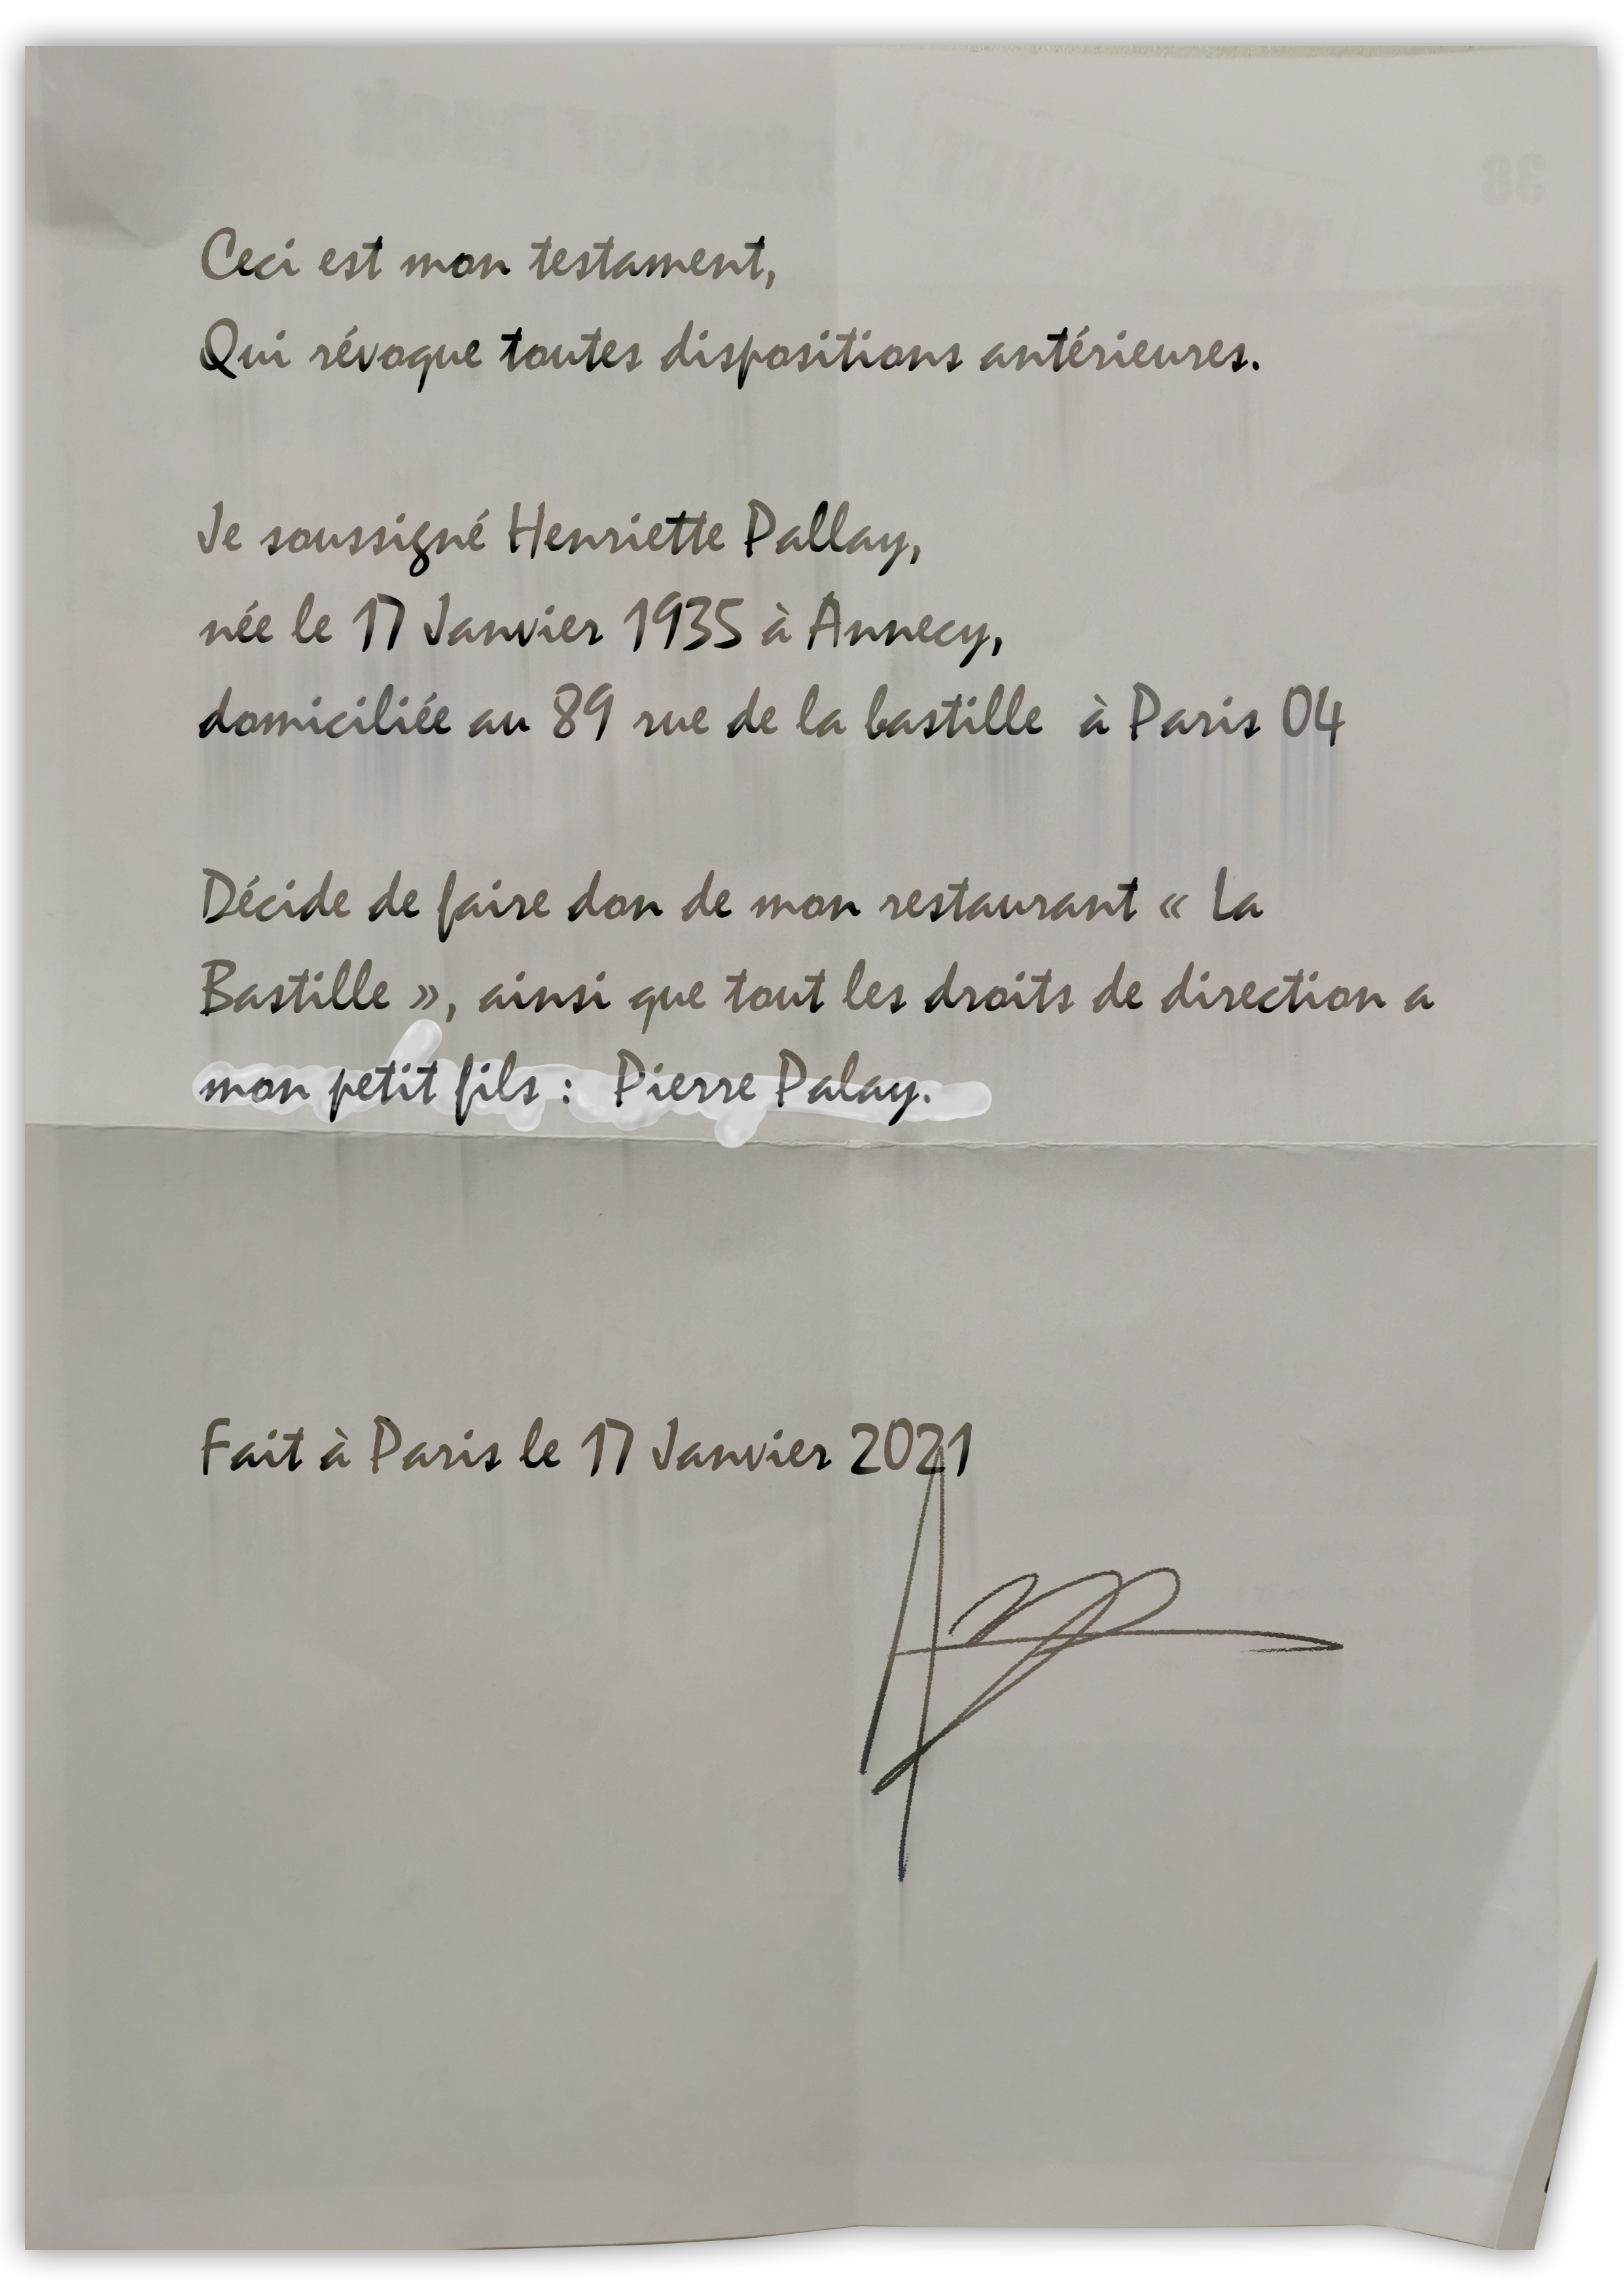 Ceci est mon testament,
Qui révoque toutes dispositions antérieures.
Je soussigné Henriette Pallay,
née le 17 Janvier 1935 à Annecy,
domiciliée au 89 rue de la bastille à Paris 04
Décide de faire don de mon restaurant « La
Bastille », ainsi que tout les droits de direction a
mon petit fils : Pierre Palay.
Fait à Paris le 17 Janvier 2021